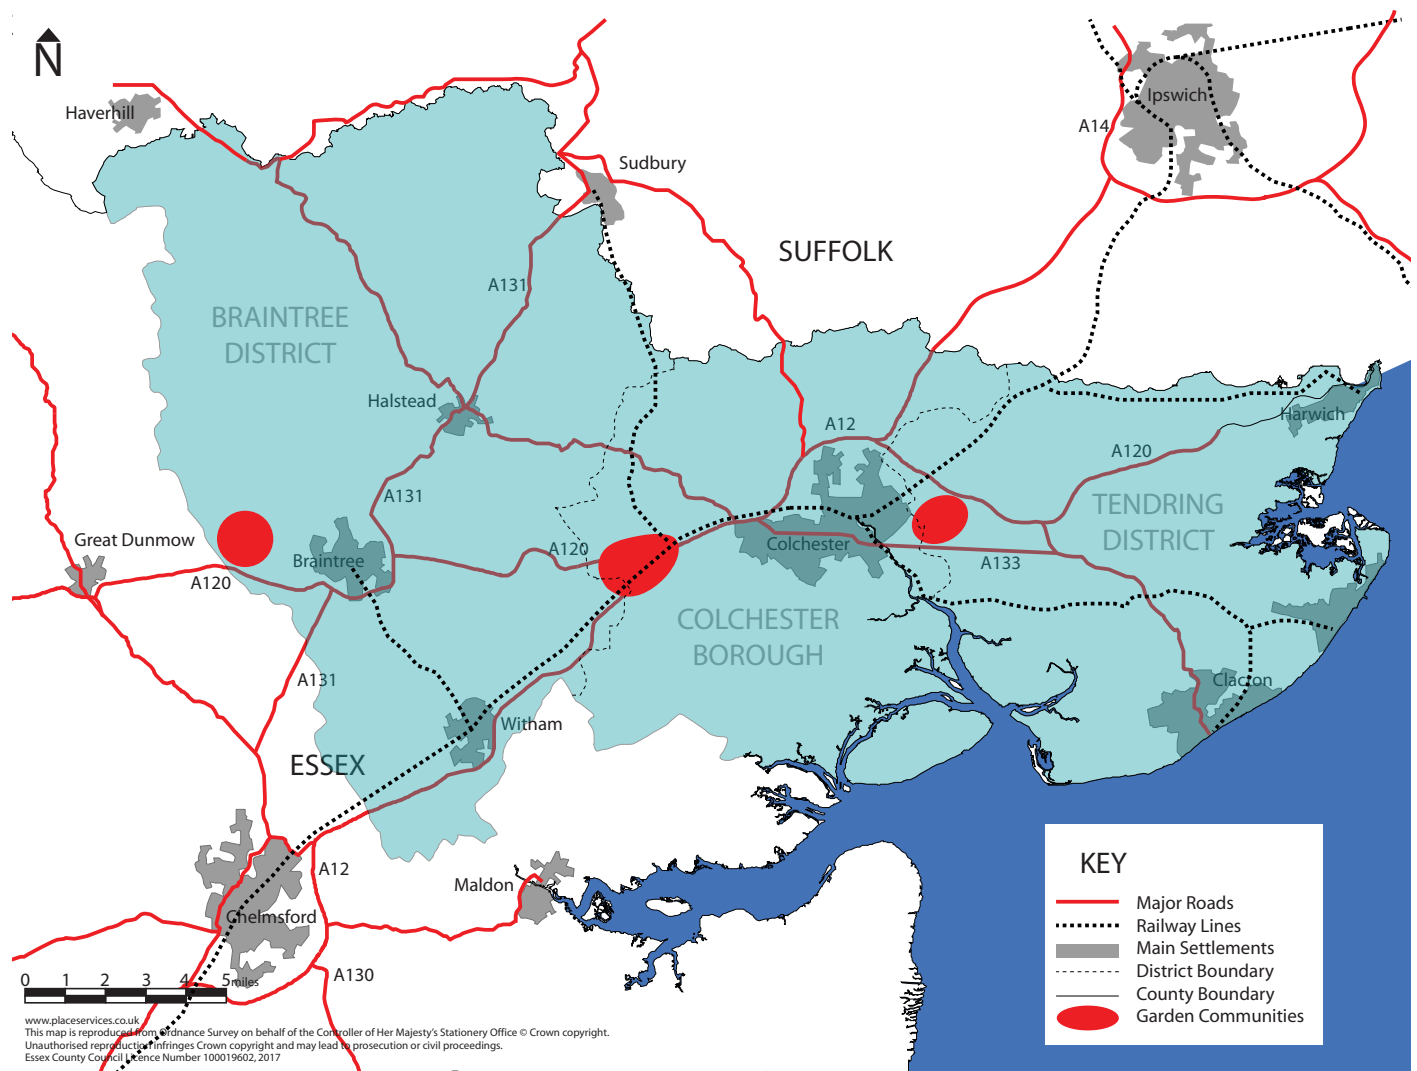 N
Haverhill
Sudbury
Ipswich
A14
SUFFOLK
A131
BRAINTREE
DISTRICT
Halstead
A12
Harwich
A120
A131
TENDRING
DISTRICT
Great Dunmow
Braintree
A120
Colchester
A133
A120
COLCHESTER
BOROUGH
A131
Clacton
Witham
ESSEX
A12
Maldon
Chelmsford
A130
0 1 2 3 4 5 miles
KEY
Major Roads
Railway Lines
Main Settlements
District Boundary
County Boundary
Garden Communities
www.placeservices.co.uk
This map is reproduced from Ordnance Survey on behalf of the Controller of Her Majesty's Stationery Office © Crown copyright.
Unauthorised reproduction infringes Crown copyright and may lead to prosecution or civil proceedings.
Essex County Council Licence Number 100019602, 2017